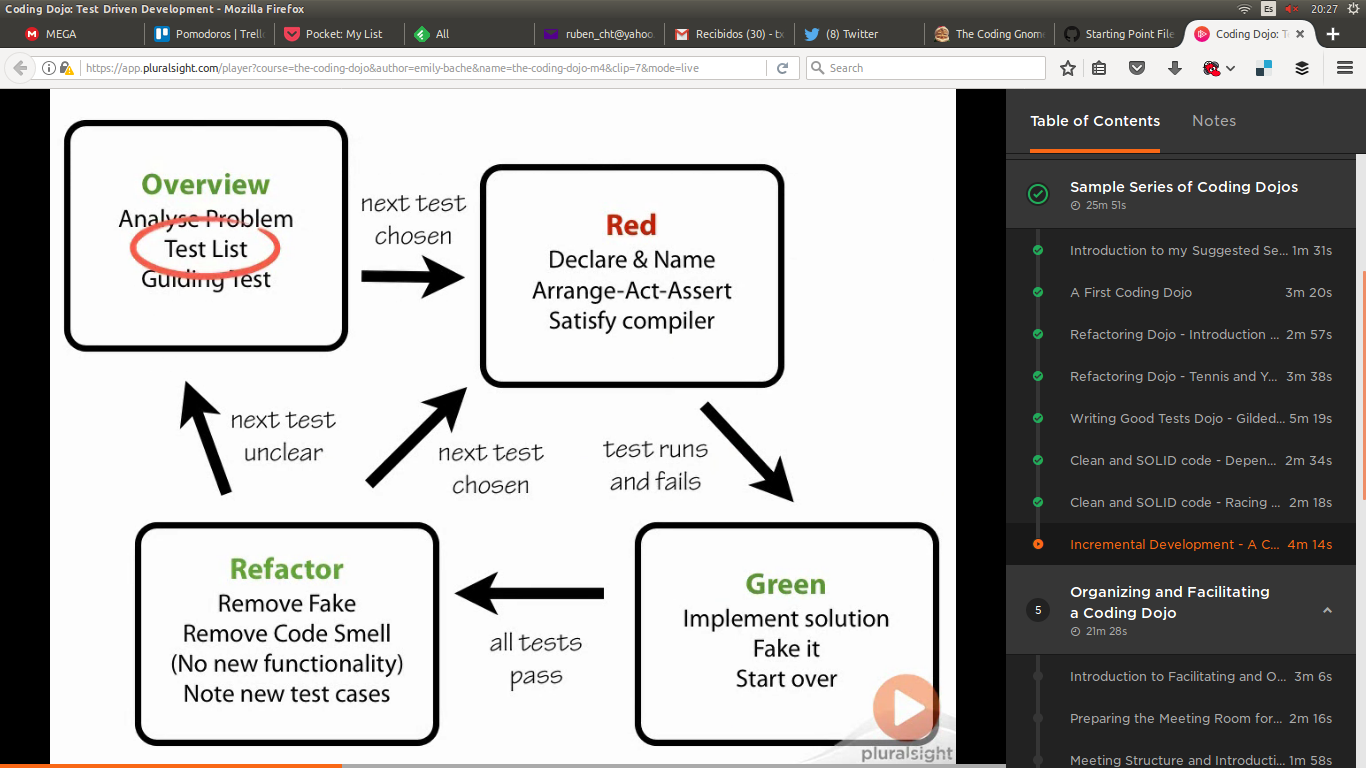 Coding Dojo: Test Driven Development - Mozilla Firefox
Es
20:27
MEGA
Pomodoros | Trell
Pocket: My List
All
ruben_cht@yahoo.
Recibidos (30) - tx
(8) Twitter
The Coding Gnom
Starting Point File
Coding Dojo: T
https://app.pluralsight.com/player?course=the-coding-dojo&author=emily-bache&name=the-coding-dojo-m4&clip=7&mode=live
Search
Overview
Analyse Problem
Test List
Guiding Test
next test
chosen
Red
Declare & Name
Arrange-Act-Assert
Satisfy compiler
next test
unclear
next test
chosen
test runs
and fails
Refactor
Remove Fake
Remove Code Smell
(No new functionality)
Note new test cases
all tests
pass
Green
Implement solution
Fake it
Start over
pluralsight
Table of Contents
Notes
Sample Series of Coding Dojos
25m 51s
Introduction to my Suggested Se... 1m 31s
A First Coding Dojo 3m 20s
Refactoring Dojo - Introduction ... 2m 57s
Refactoring Dojo - Tennis and Y... 3m 38s
Writing Good Tests Dojo - Gilded... 5m 19s
Clean and SOLID code - Depen... 2m 34s
Clean and SOLID code - Racing ... 2m 18s
Incremental Development - A C... 4m 14s
5
Organizing and Facilitating
a Coding Dojo
21m 28s
Introduction to Facilitating and O... 3m 6s
Preparing the Meeting Room for... 2m 16s
Meeting Structure and Introducti... 1m 58s